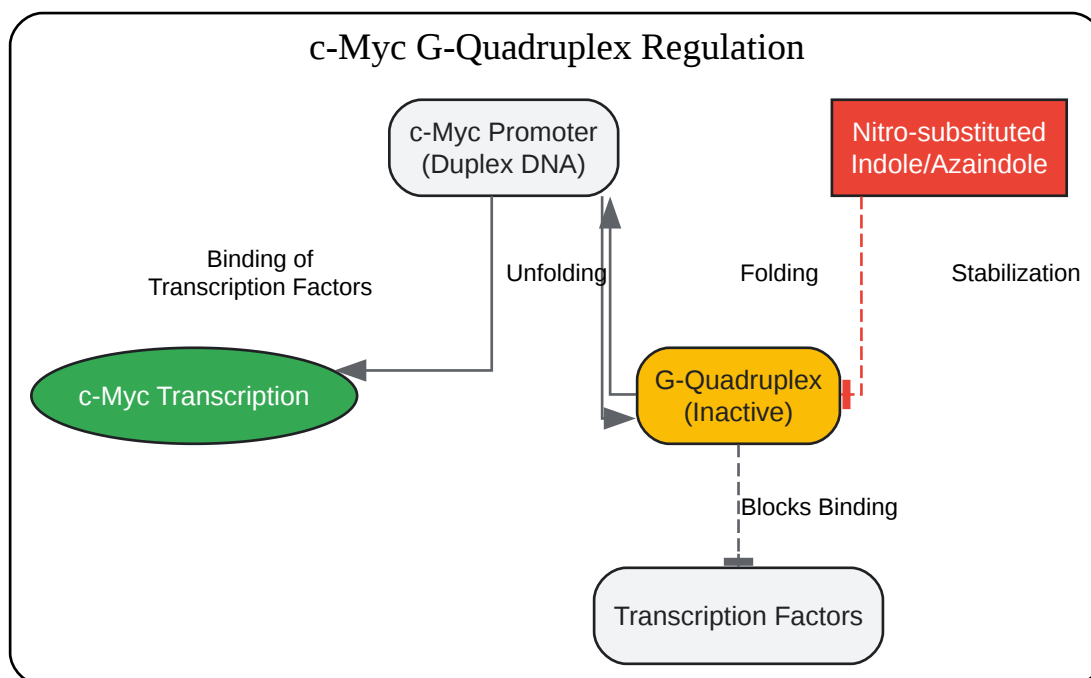 c-Myc G-Quadruplex Regulation
c-Myc Promoter
(Duplex DNA)
Nitro-substituted
Indole/Azaindole
Binding of
Transcription Factors
Unfolding
Folding
Stabilization
c-Myc Transcription
G-Quadruplex
(Inactive)
Blocks Binding
Transcription Factors